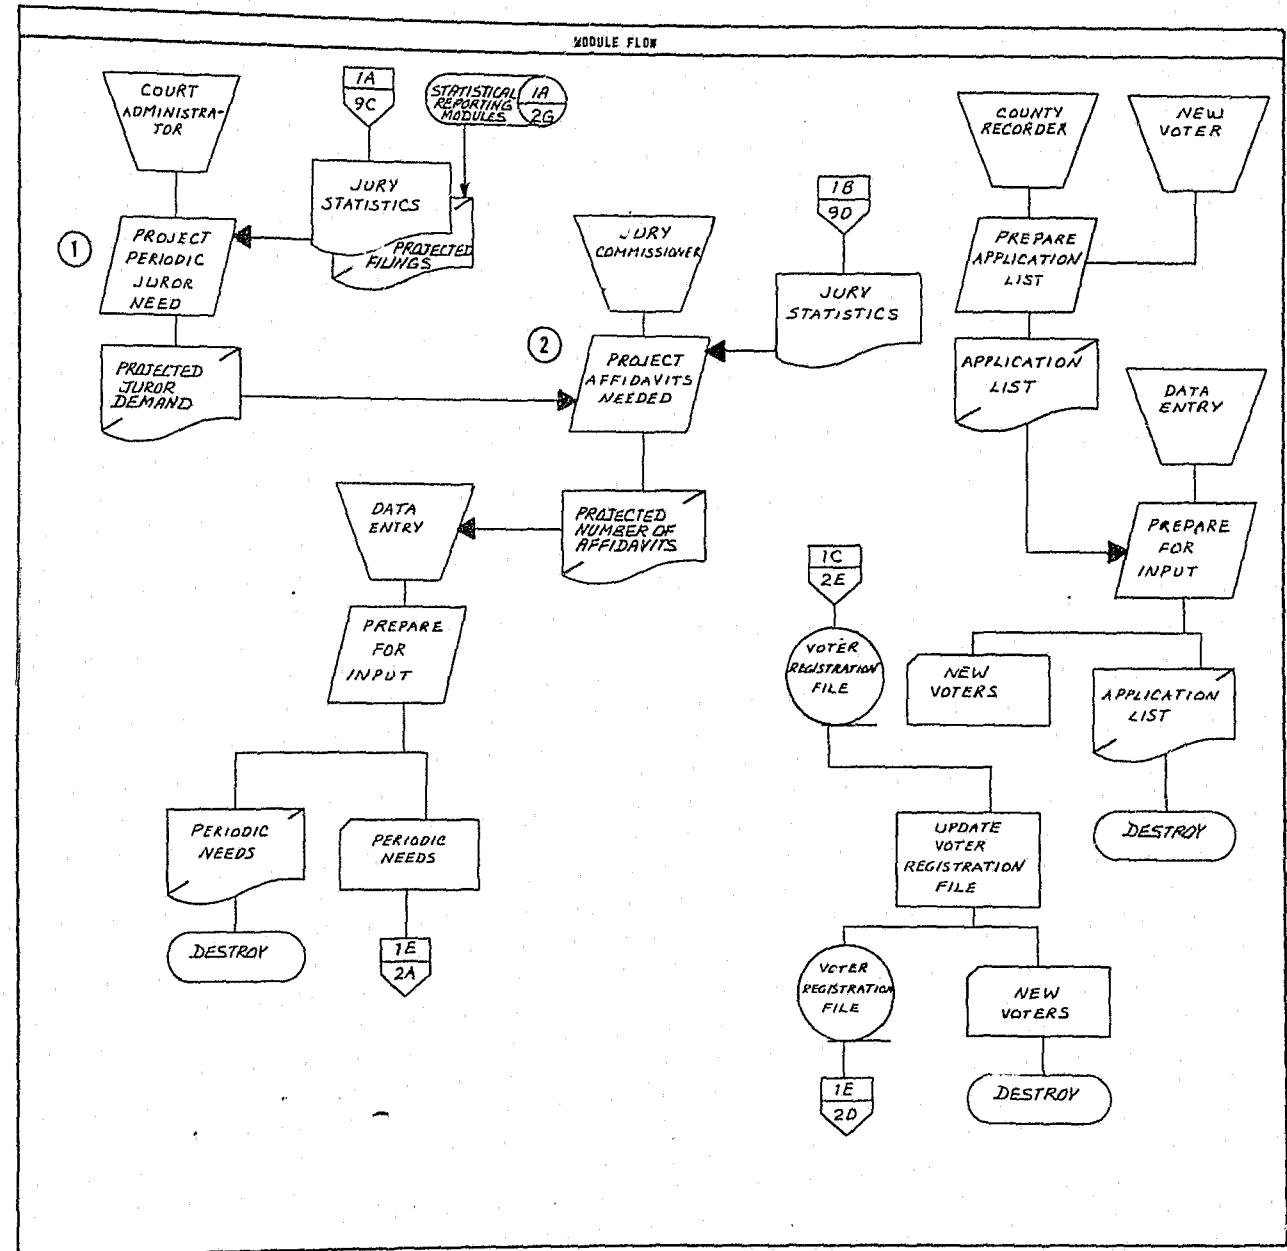 MODULE FLOW
COURT
ADMINISTRA-
TOR
1A
9C
STATISTICAL
REPORTING
MODULES
1A
2G
COUNTY
RECORDER
NEW
VOTER
JURY
STATISTICS
PROJECTED
FILINGS
1
PROJECT
PERIODIC
JUROR
NEED
JURY
COMMISSIONER
1B
9D
PREPARE
APPLICATION
LIST
JURY
STATISTICS
2
PROJECT
AFFIDAVITS
NEEDED
PROJECTED
JUROR
DEMAND
APPLICATION
LIST
DATA
ENTRY
DATA
ENTRY
PROJECTED
NUMBER OF
AFFIDAVITS
PREPARE
FOR
INPUT
1C
2E
PREPARE
FOR
INPUT
VOTER
REGISTRATION
FILE
NEW
VOTERS
APPLICATION
LIST
PERIODIC
NEEDS
PERIODIC
NEEDS
UPDATE
VOTER
REGISTRATION
FILE
DESTROY
DESTROY
1E
2A
VOTER
REGISTRATION
FILE
NEW
VOTERS
1E
2D
DESTROY